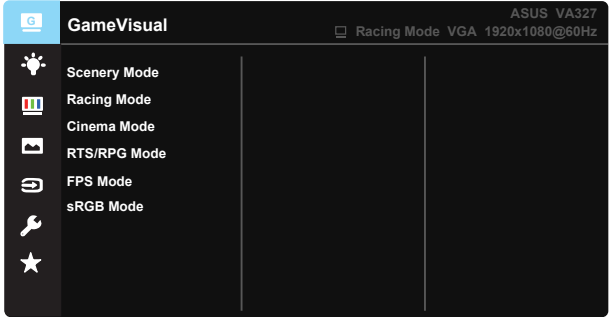 G
GameVisual
ASUS VA327
Racing Mode VGA 1920x1080@60Hz
Scenery Mode
Racing Mode
Cinema Mode
RTS/RPG Mode
FPS Mode
sRGB Mode